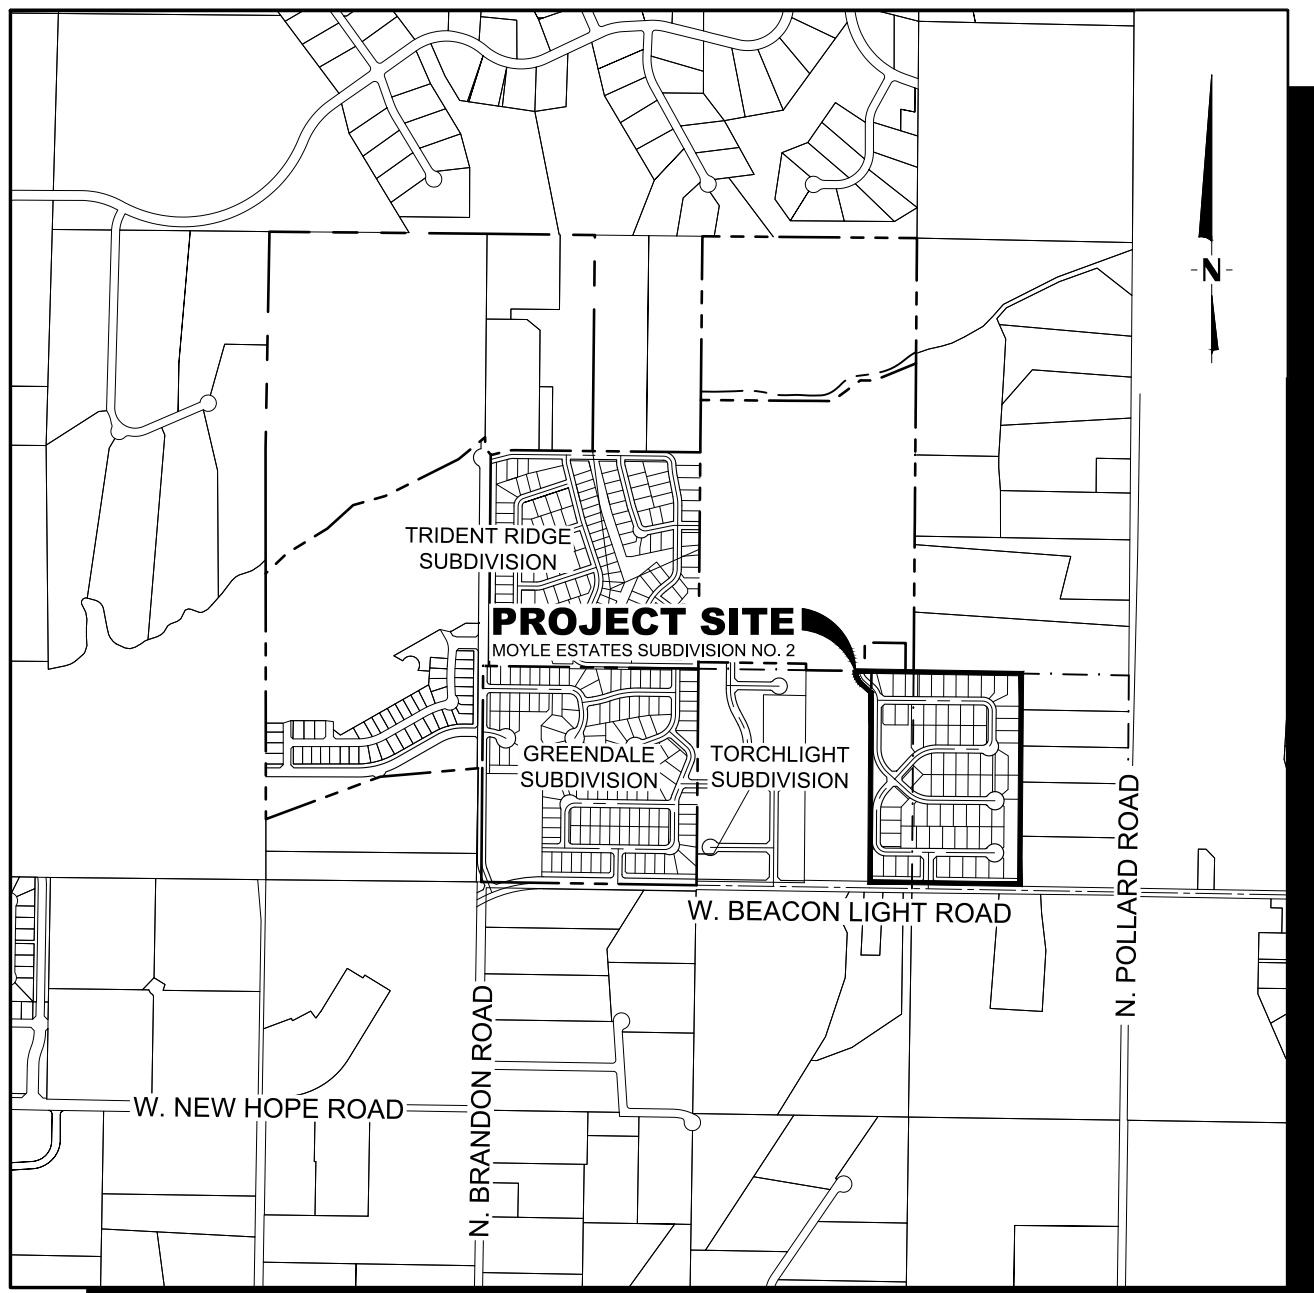 N
TRIDENT RIDGE
SUBDIVISION
PROJECT SITE
MOYLE ESTATES SUBDIVISION NO. 2
GREENDALE
SUBDIVISION
TORCHLIGHT
SUBDIVISION
N. POLLARD ROAD
W. BEACON LIGHT ROAD
N. BRANDON ROAD
W. NEW HOPE ROAD